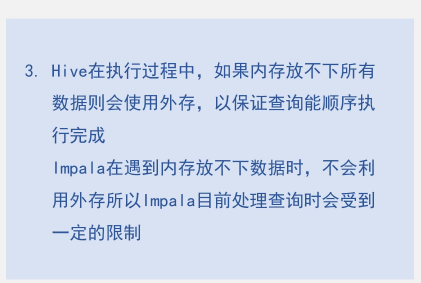 3. Hive在执行过程中，如果内存放不下所有
数据则会使用外存，以保证查询能顺序执
行完成
Impala在遇到内存放不下数据时，不会利
用外存所以Impala目前处理查询时会受到
一定的限制